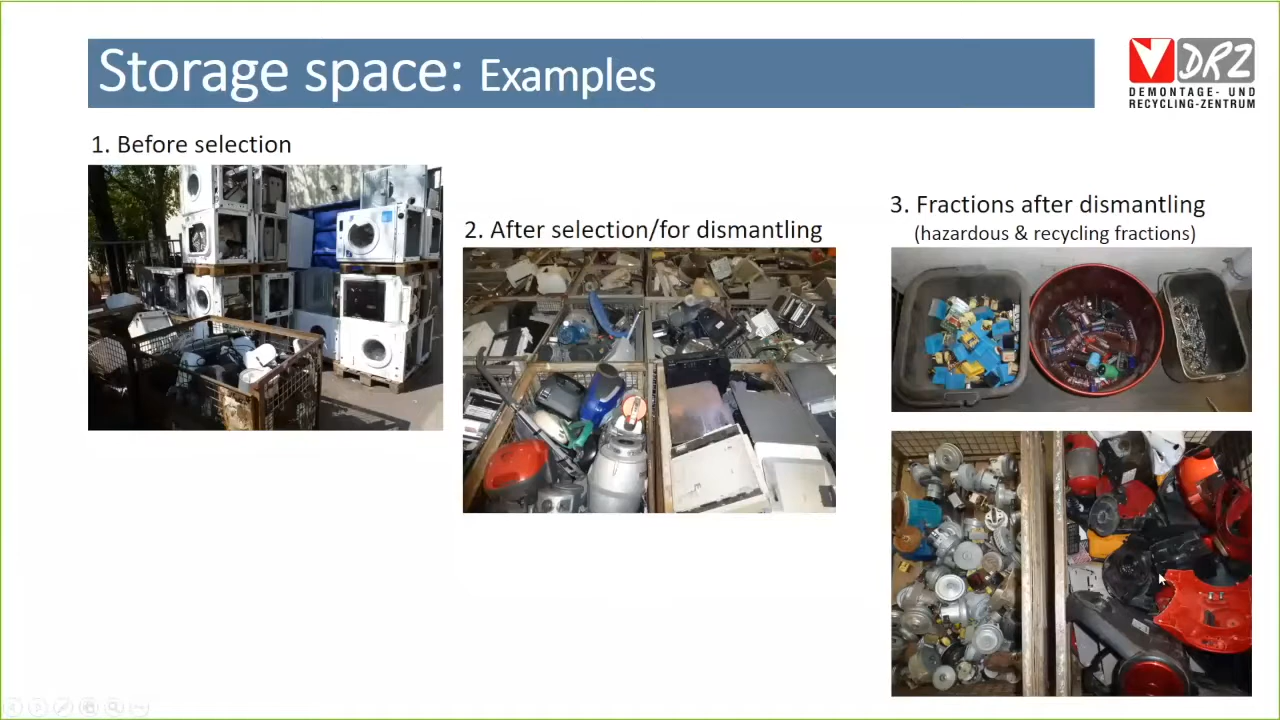 Storage space: Examples
DRZ
DEMONTAGE- UND
RECYCLING-ZENTRUM
1. Before selection
2. After selection/for dismantling
3. Fractions after dismantling
(hazardous & recycling fractions)